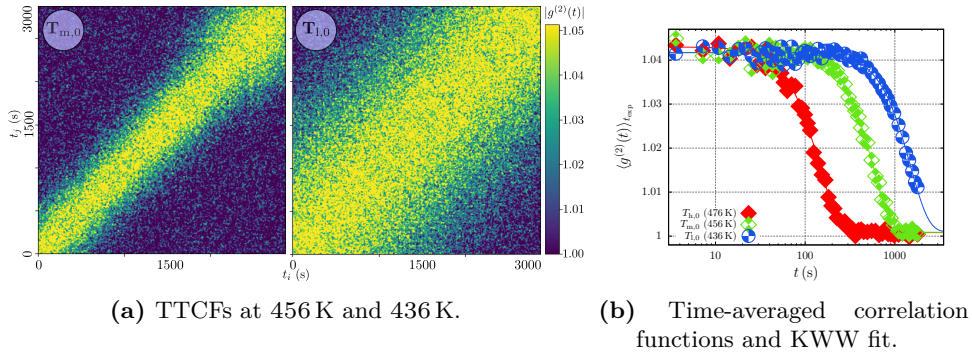 T_m,0
T_l,0
|g^(2)(t)|
3000
1500
0
t_j (s)
0
1500
0
1500
3000
t_i (s)
1.05
1.04
1.03
1.02
1.01
1.00
⟨g^(2)(t)⟩_t_exp
1.04
1.03
1.02
1.01
1
T_h,0 (476 K)
T_m,0 (456 K)
T_l,0 (436 K)
10
100
1000
t (s)
(a) TTCFs at 456 K and 436 K.
(b) Time-averaged correlation
functions and KWW fit.